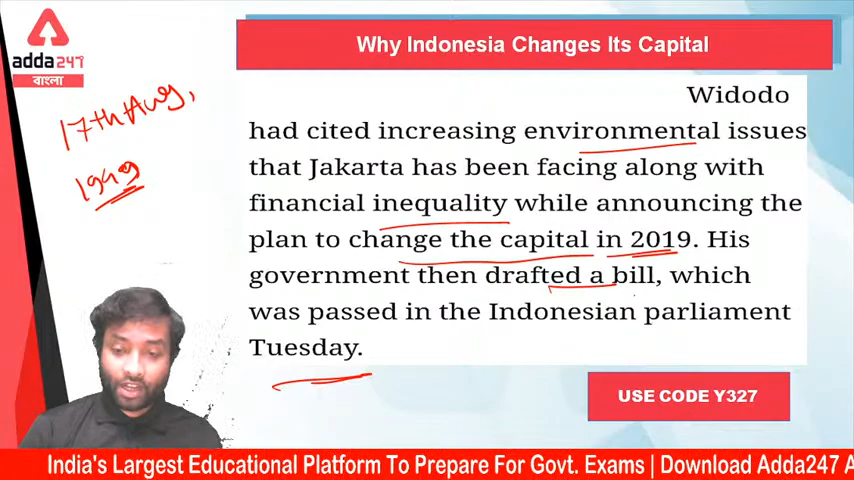 adda247
বাংলা
Why Indonesia Changes Its Capital
17th Aug,
1949
Widodo
had cited increasing environmental issues
that Jakarta has been facing along with
financial inequality while announcing the
plan to change the capital in 2019. His
government then drafted a bill, which
was passed in the Indonesian parliament
Tuesday.
USE CODE Y327
India's Largest Educational Platform To Prepare For Govt. Exams | Download Adda247 A